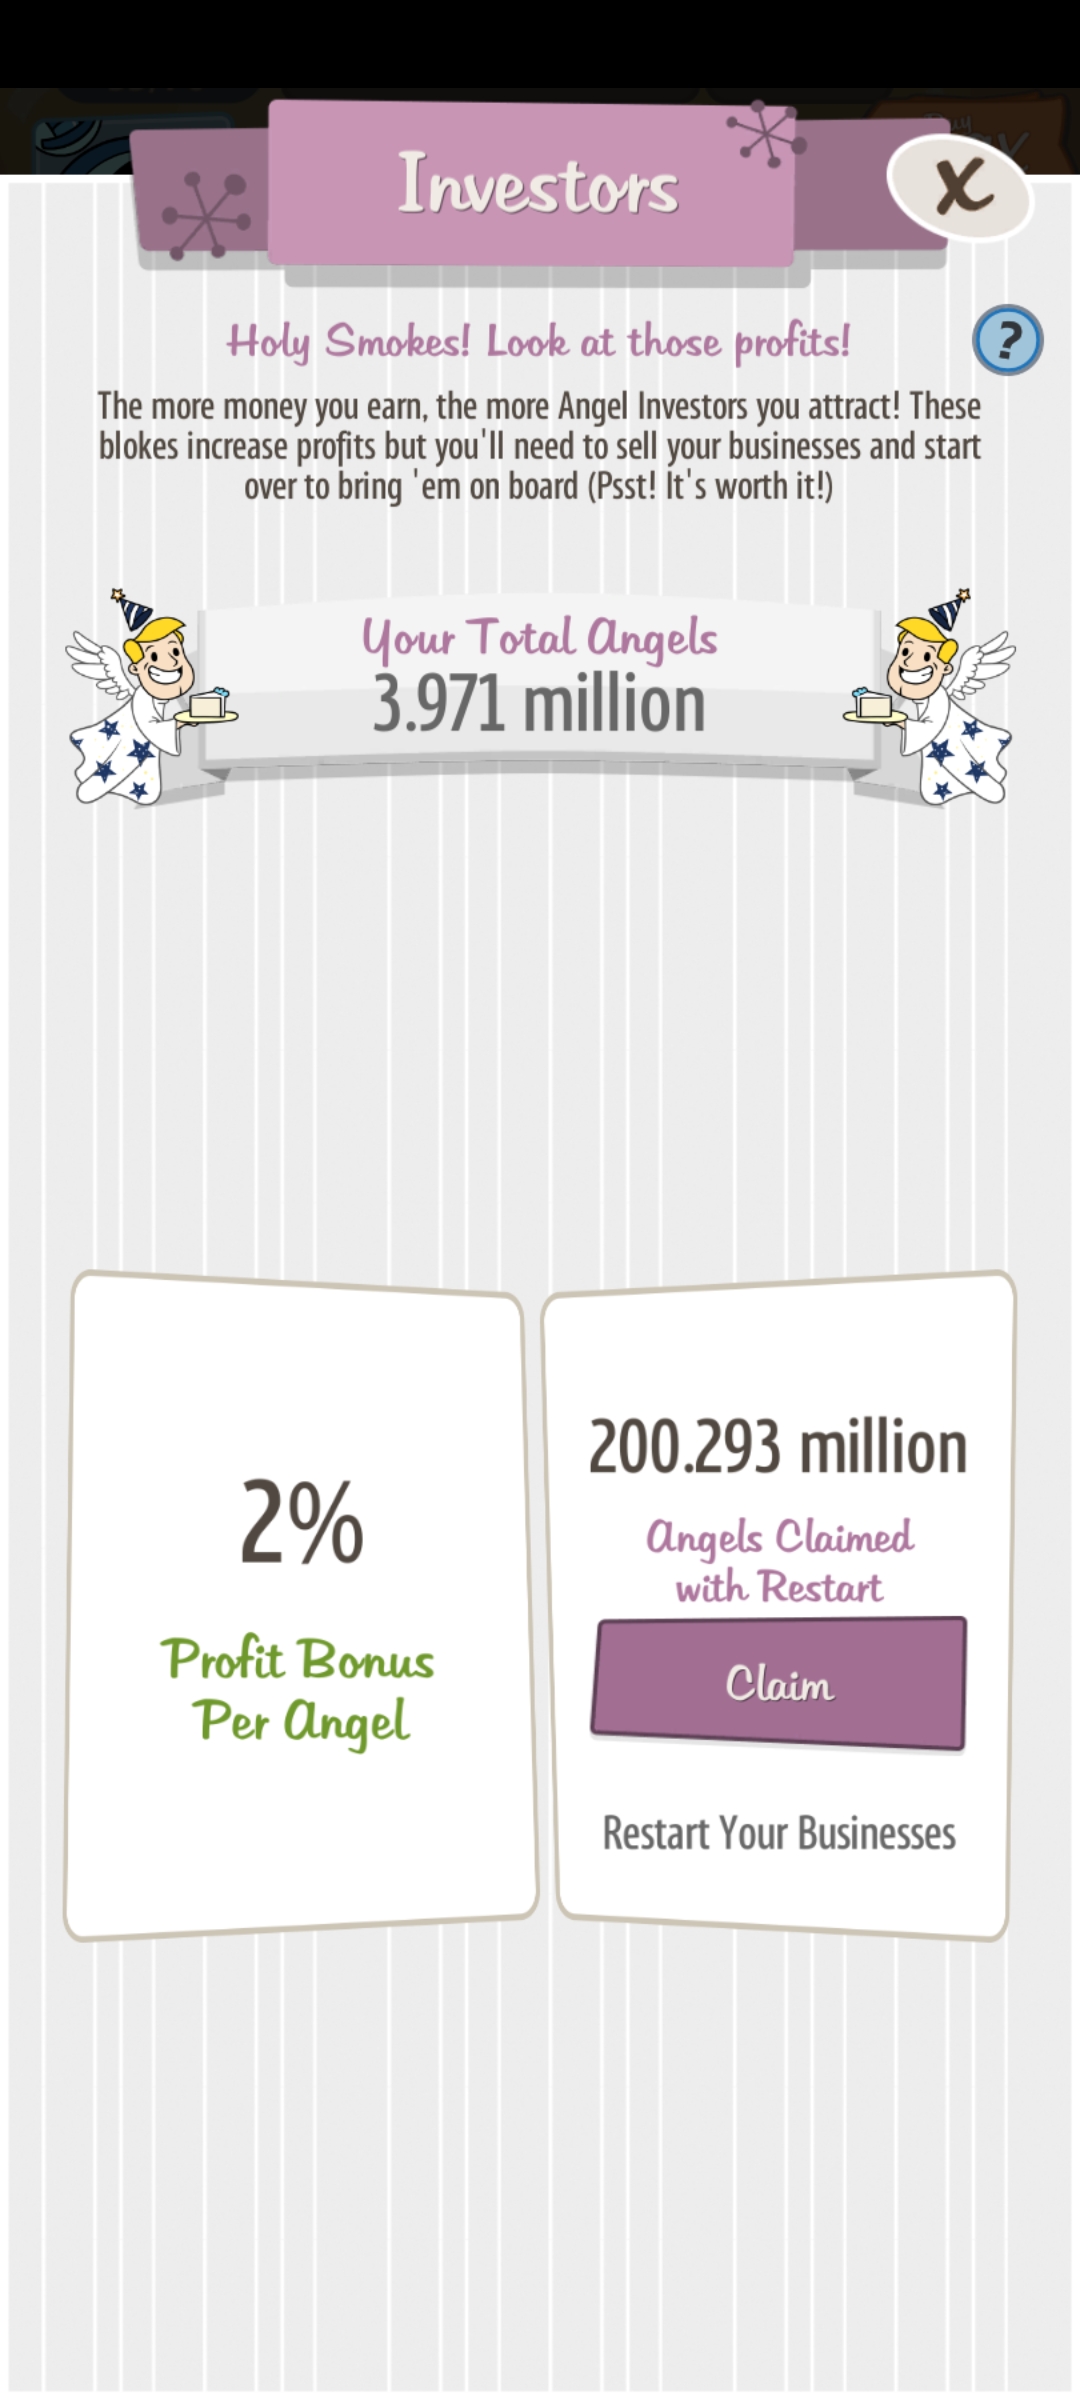 Investors
X
Holy Smokes! Look at those profits!
?
The more money you earn, the more Angel Investors you attract! These
blokes increase profits but you'll need to sell your businesses and start
over to bring 'em on board (Psst! It's worth it!)
Your Total Angels
3.971 million
2%
Profit Bonus
Per Angel
200.293 million
Angels Claimed
with Restart
Claim
Restart Your Businesses